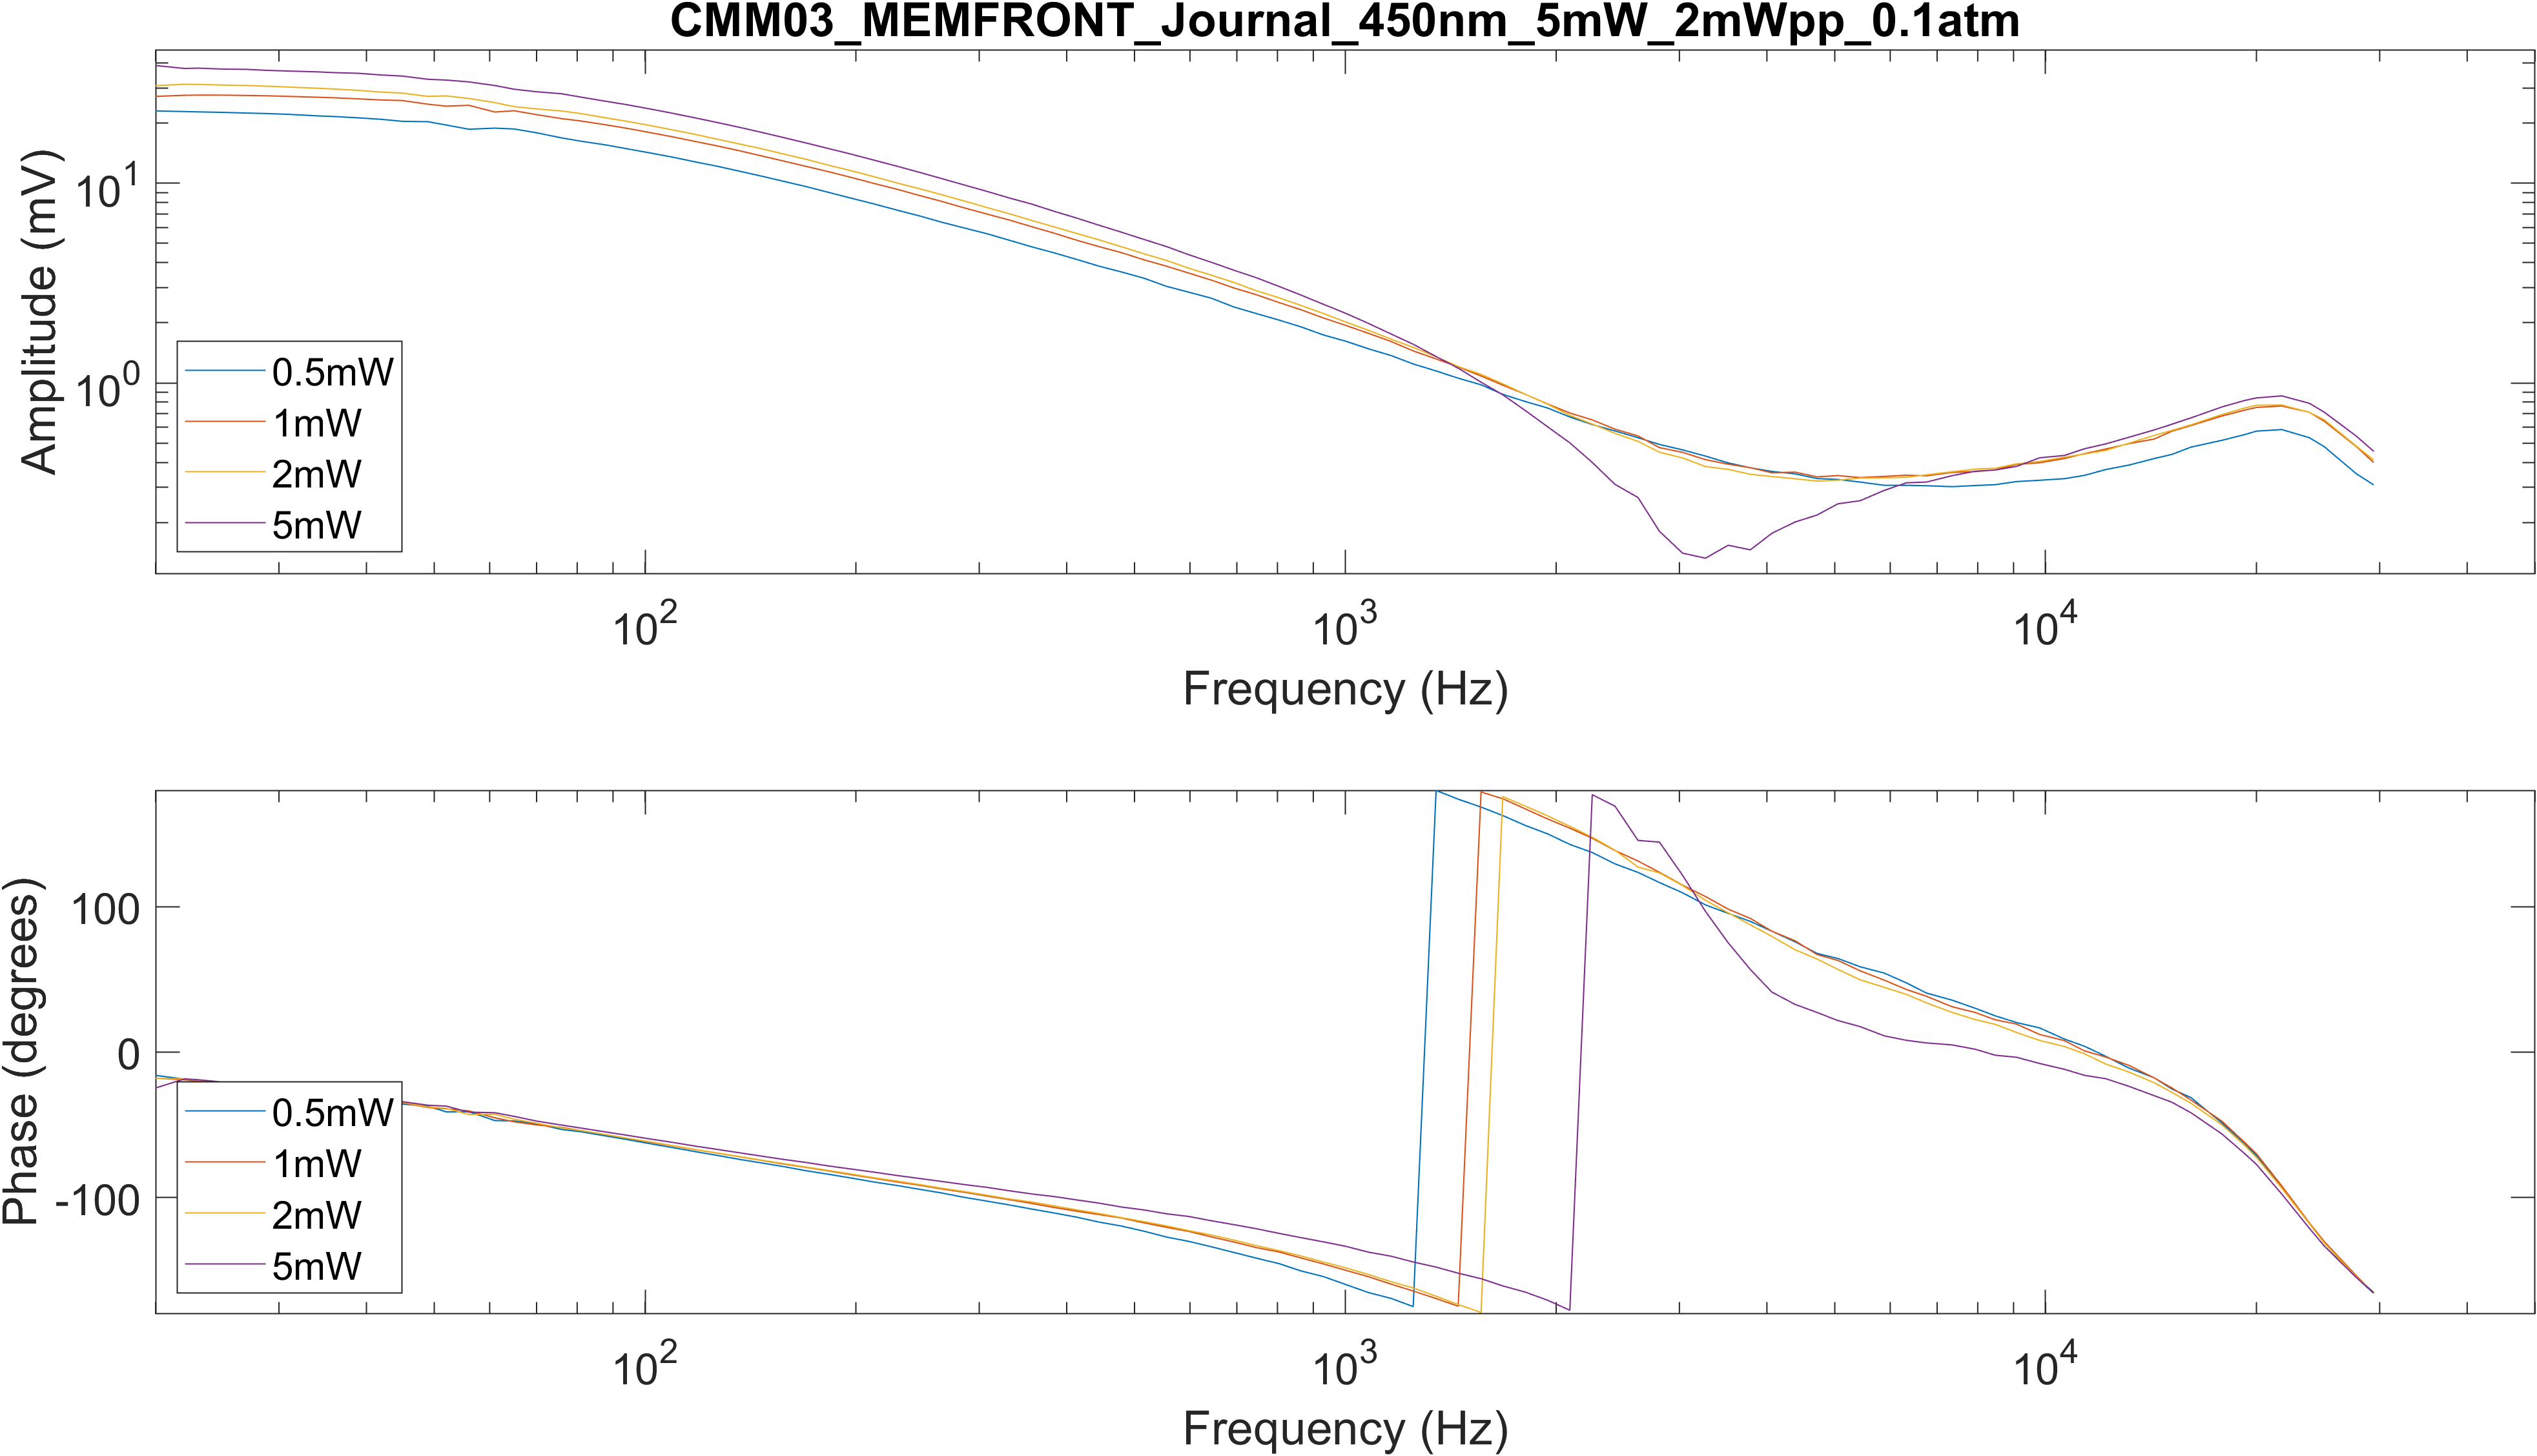 CMM03_MEMFRONT_Journal_450nm_5mW_2mWpp_0.1atm
Amplitude (mV)
10^1
10^0
0.5mW
1mW
2mW
5mW
10^2
10^3
10^4
Frequency (Hz)
Phase (degrees)
100
0
-100
0.5mW
1mW
2mW
5mW
10^2
10^3
10^4
Frequency (Hz)